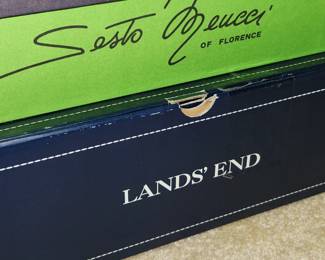 Sesto Meucci
OF FLORENCE
LANDS' END